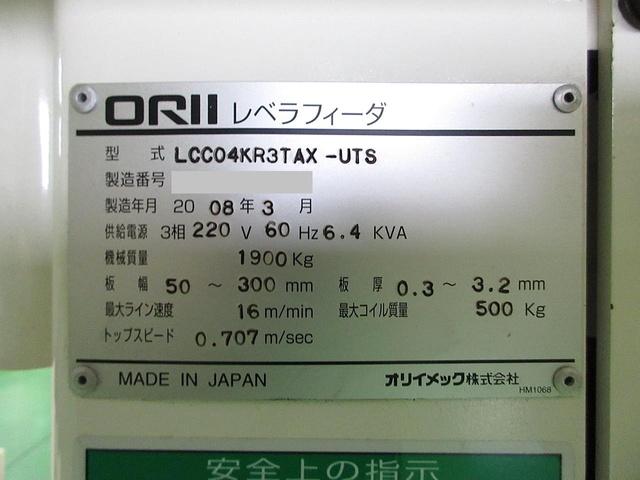 ORII レベラフィーダ
型 式 LCC04KR3TAX-UTS
製造番号
製造年月 20 08 年 3 月
供給電源 3相 220 V 60 Hz 6.4 KVA
機械質量 1900 Kg
板 幅 50 ～ 300 mm 板 厚 0.3 ～ 3.2 mm
最大ライン速度 16 m/min 最大コイル質量 500 Kg
トップスピード 0.707 m/sec
MADE IN JAPAN オリイメック株式会社
HM1068
安全上の指示